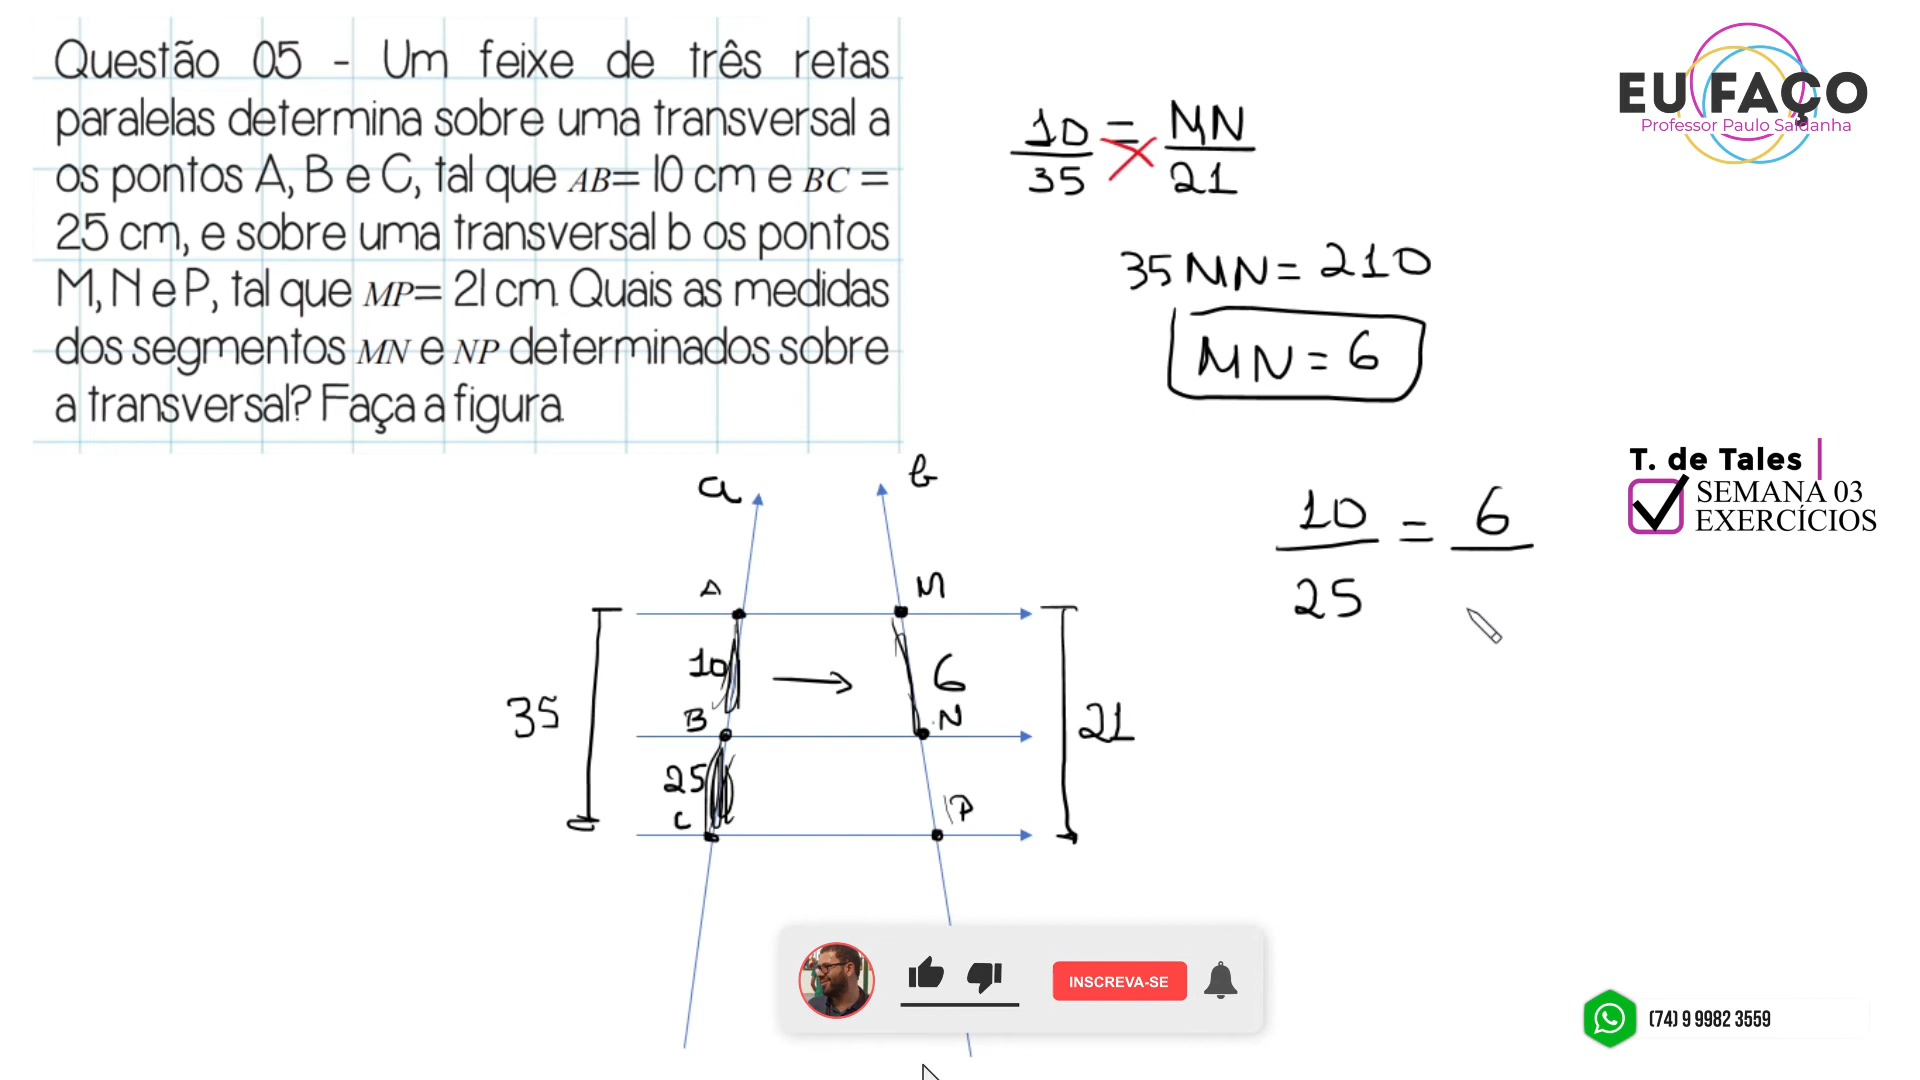 Questão 05 - Um feixe de três retas
paralelas determina sobre uma transversal a
os pontos A, B e C, tal que AB= 10 cm e BC =
25 cm, e sobre uma transversal b os pontos
M, N e P, tal que MP= 21 cm. Quais as medidas
dos segmentos MN e NP determinados sobre
a transversal? Faça a figura.
10 = MN
35 21
35 MN = 210
MN = 6
EU FAÇO
Professor Paulo Saldanha
T. de Tales
SEMANA 03
EXERCÍCIOS
10 = 6
25
a b
A M
10 6
35 B N 21
25
C P
INSCREVA-SE
(74) 9 9982 3559